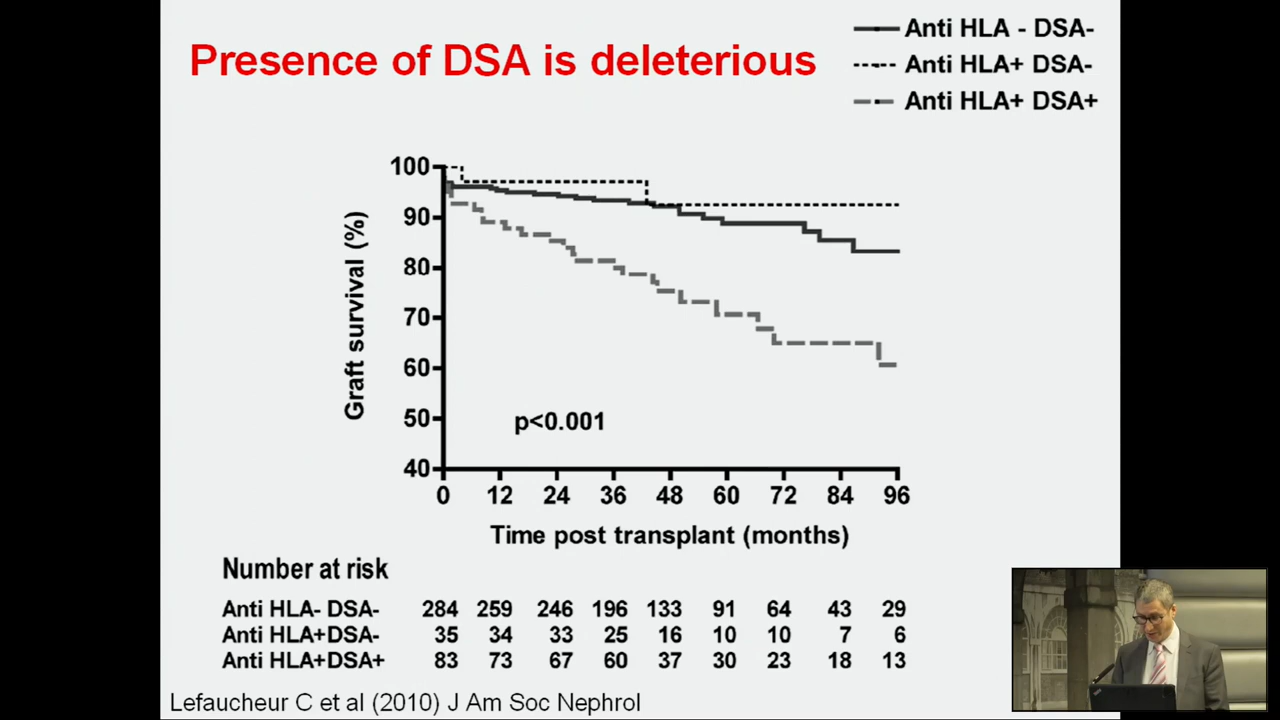 Presence of DSA is deleterious
Anti HLA - DSA-
Anti HLA+ DSA-
Anti HLA+ DSA+
Graft survival (%)
100
90
80
70
60
50
40
p<0.001
0 12 24 36 48 60 72 84 96
Time post transplant (months)
Number at risk
Anti HLA- DSA- 284 259 246 196 133 91 64 43 29
Anti HLA+DSA- 35 34 33 25 16 10 10 7 6
Anti HLA+DSA+ 83 73 67 60 37 30 23 18 13
Lefaucheur C et al (2010) J Am Soc Nephrol